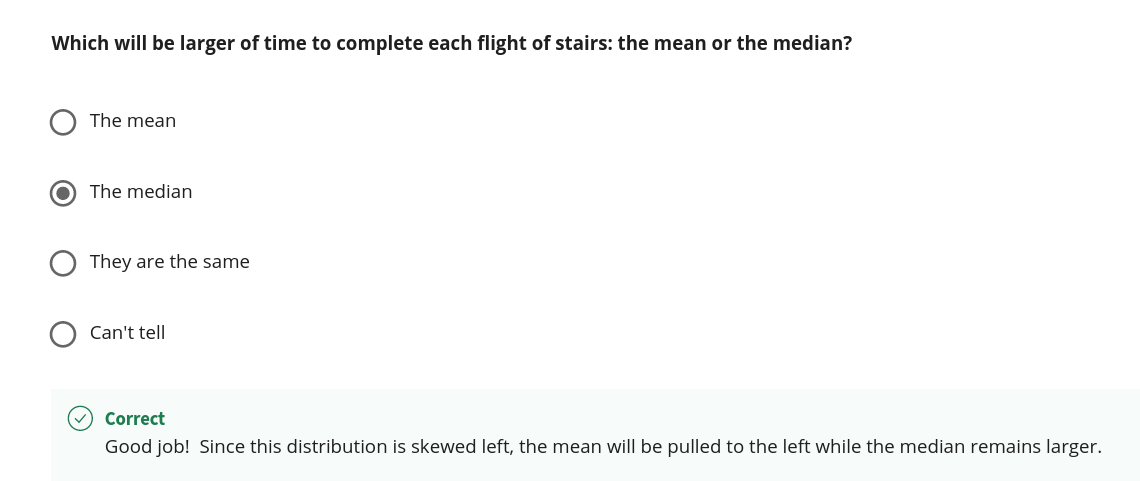 Which will be larger of time to complete each flight of stairs: the mean or the median?
The mean
The median
They are the same
Can't tell
Correct
Good job!  Since this distribution is skewed left, the mean will be pulled to the left while the median remains larger.